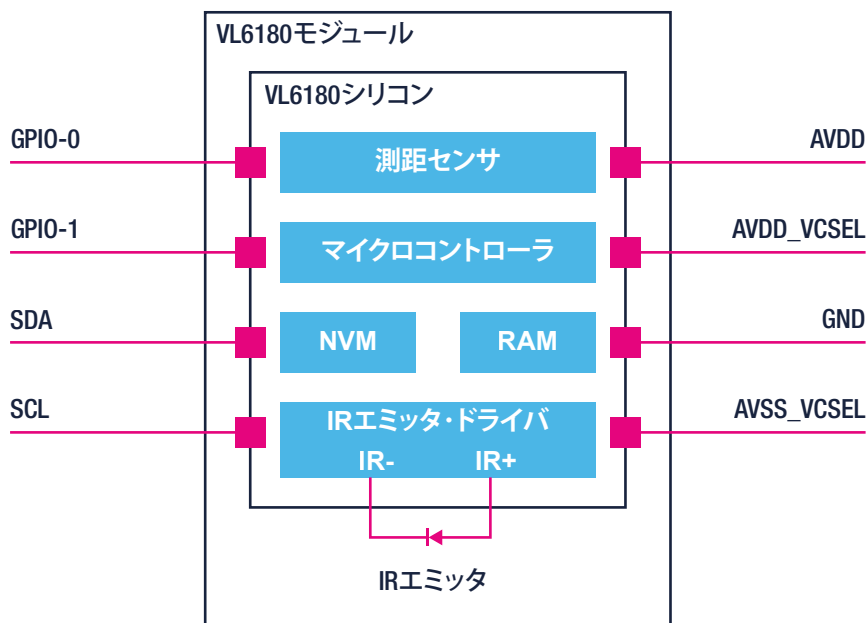 VL6180モジュール
VL6180シリコン
GPIO-0
測距センサ
AVDD
GPIO-1
マイクロコントローラ
AVDD_VCSEL
SDA
NVM
RAM
GND
SCL
IRエミッタ・ドライバ
AVSS_VCSEL
IR-
IR+
IRエミッタ